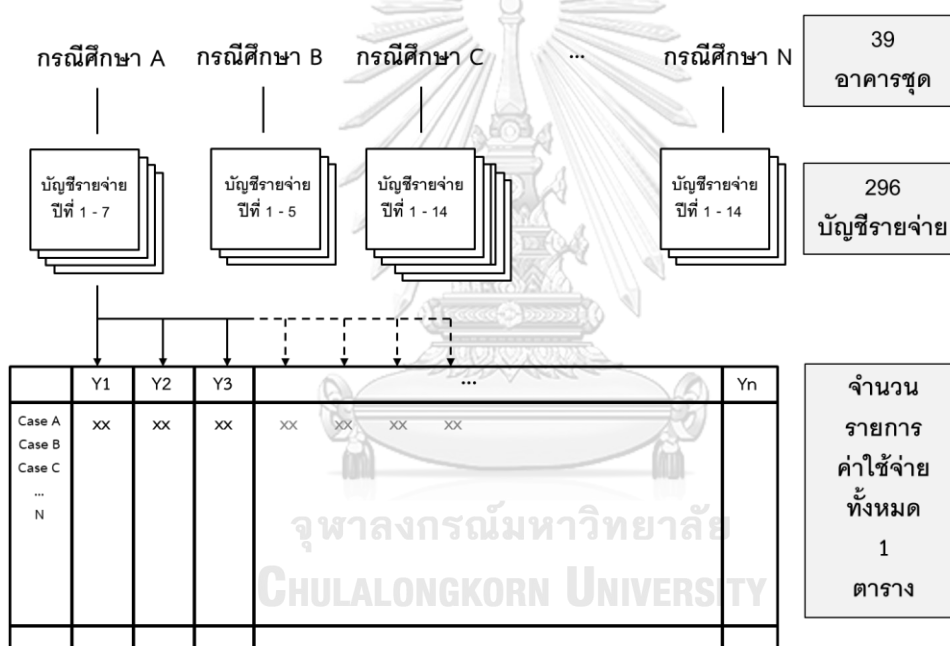 กรณีศึกษา A กรณีศึกษา B กรณีศึกษา C ... กรณีศึกษา N
39
อาคารชุด
บัญชีรายจ่าย
ปีที่ 1 - 7
บัญชีรายจ่าย
ปีที่ 1 - 5
บัญชีรายจ่าย
ปีที่ 1 - 14
บัญชีรายจ่าย
ปีที่ 1 - 14
296
บัญชีรายจ่าย
Y1 Y2 Y3 ... Yn
Case A xx xx xx xx xx xx xx
Case B
Case C
...
N
จำนวน
รายการ
ค่าใช้จ่าย
ทั้งหมด
1
ตาราง
จุฬาลงกรณ์มหาวิทยาลัย
CHULALONGKORN UNIVERSITY